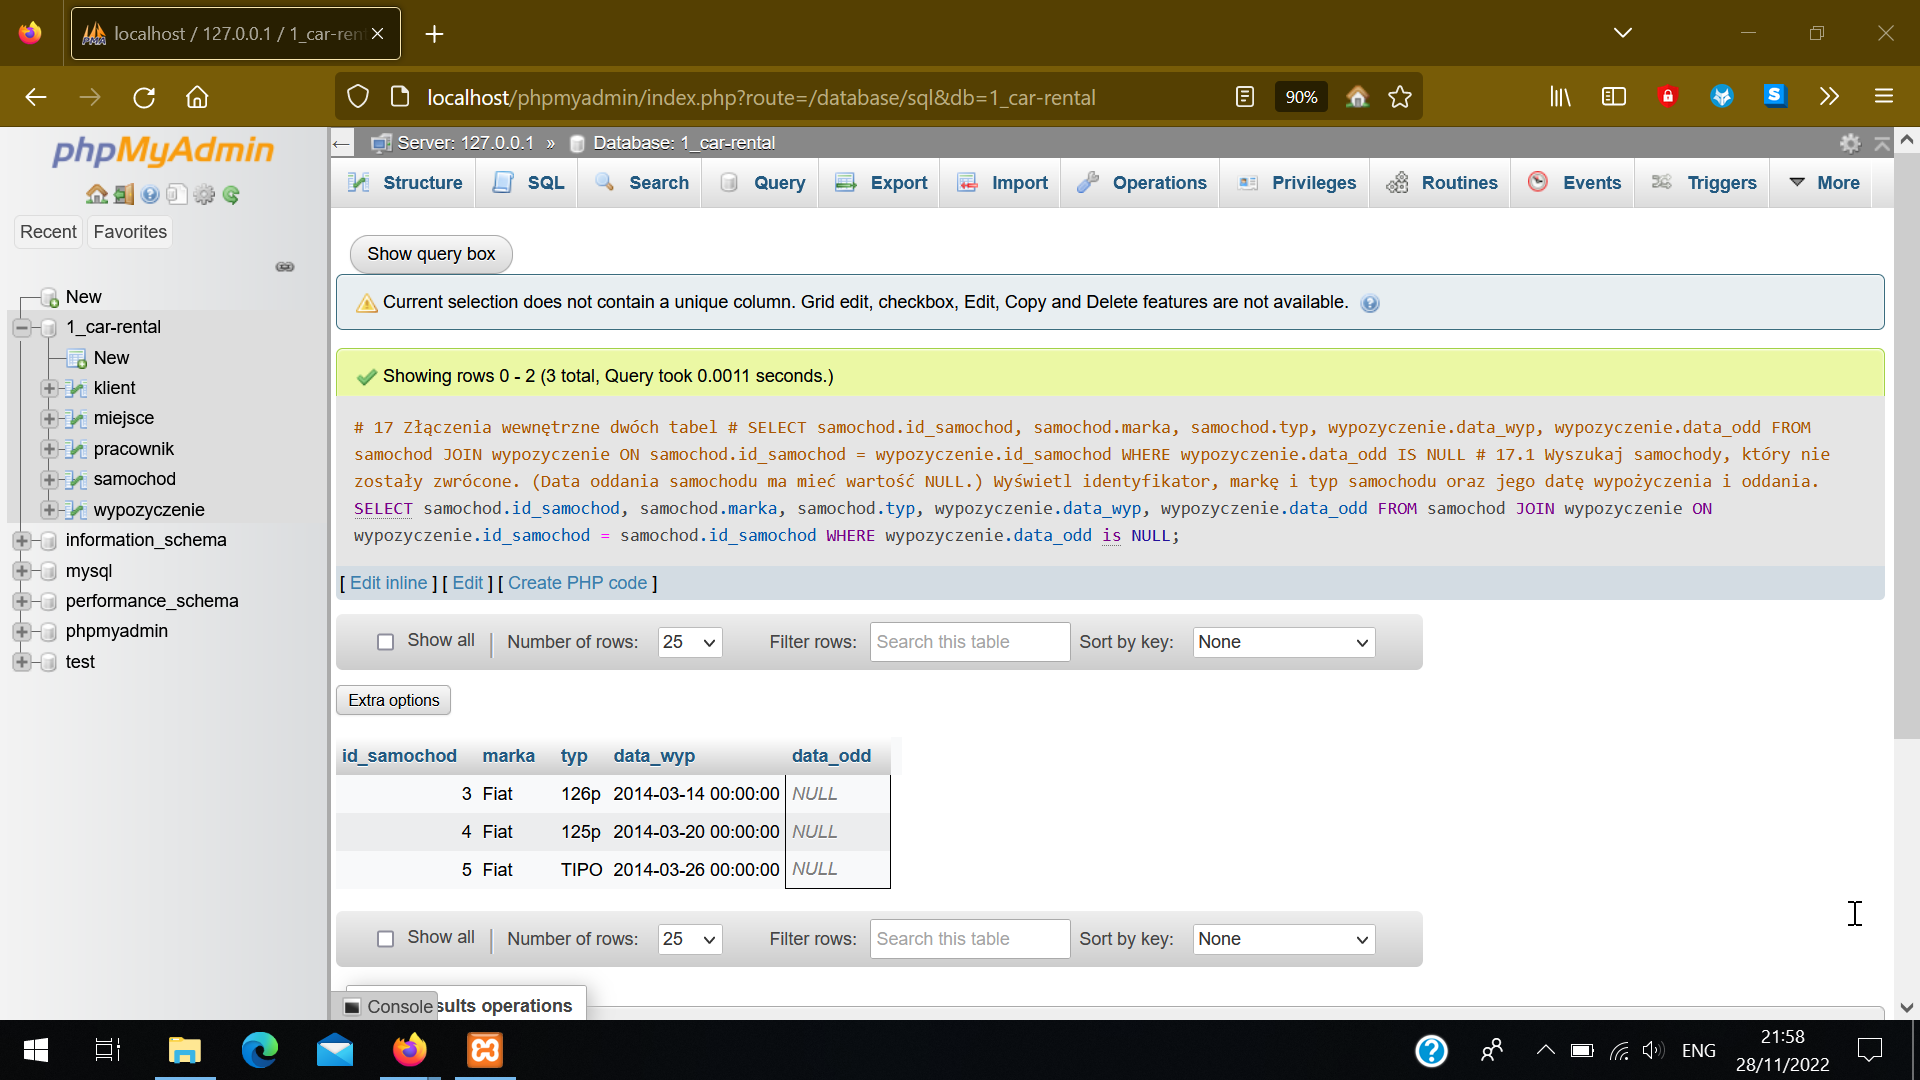 localhost / 127.0.0.1 / 1_car-ren
localhost/phpmyadmin/index.php?route=/database/sql&db=1_car-rental
90%
phpMyAdmin
Recent
Favorites
New
1_car-rental
New
klient
miejsce
pracownik
samochod
wypozyczenie
information_schema
mysql
performance_schema
phpmyadmin
test
Server: 127.0.0.1 » Database: 1_car-rental
Structure SQL Search Query Export Import Operations Privileges Routines Events Triggers More
Show query box
Current selection does not contain a unique column. Grid edit, checkbox, Edit, Copy and Delete features are not available.
Showing rows 0 - 2 (3 total, Query took 0.0011 seconds.)
# 17 Złączenia wewnętrzne dwóch tabel # SELECT samochod.id_samochod, samochod.marka, samochod.typ, wypozyczenie.data_wyp, wypozyczenie.data_odd FROM
samochod JOIN wypozyczenie ON samochod.id_samochod = wypozyczenie.id_samochod WHERE wypozyczenie.data_odd IS NULL # 17.1 Wyszukaj samochody, który nie
zostały zwrócone. (Data oddania samochodu ma mieć wartość NULL.) Wyświetl identyfikator, markę i typ samochodu oraz jego datę wypożyczenia i oddania.
SELECT samochod.id_samochod, samochod.marka, samochod.typ, wypozyczenie.data_wyp, wypozyczenie.data_odd FROM samochod JOIN wypozyczenie ON
wypozyczenie.id_samochod = samochod.id_samochod WHERE wypozyczenie.data_odd is NULL;
[ Edit inline ] [ Edit ] [ Create PHP code ]
Show all | Number of rows: 25 Filter rows: Search this table Sort by key: None
Extra options
id_samochod marka typ data_wyp data_odd
3 Fiat 126p 2014-03-14 00:00:00 NULL
4 Fiat 125p 2014-03-20 00:00:00 NULL
5 Fiat TIPO 2014-03-26 00:00:00 NULL
Show all | Number of rows: 25 Filter rows: Search this table Sort by key: None
Console sults operations
ENG
21:58
28/11/2022